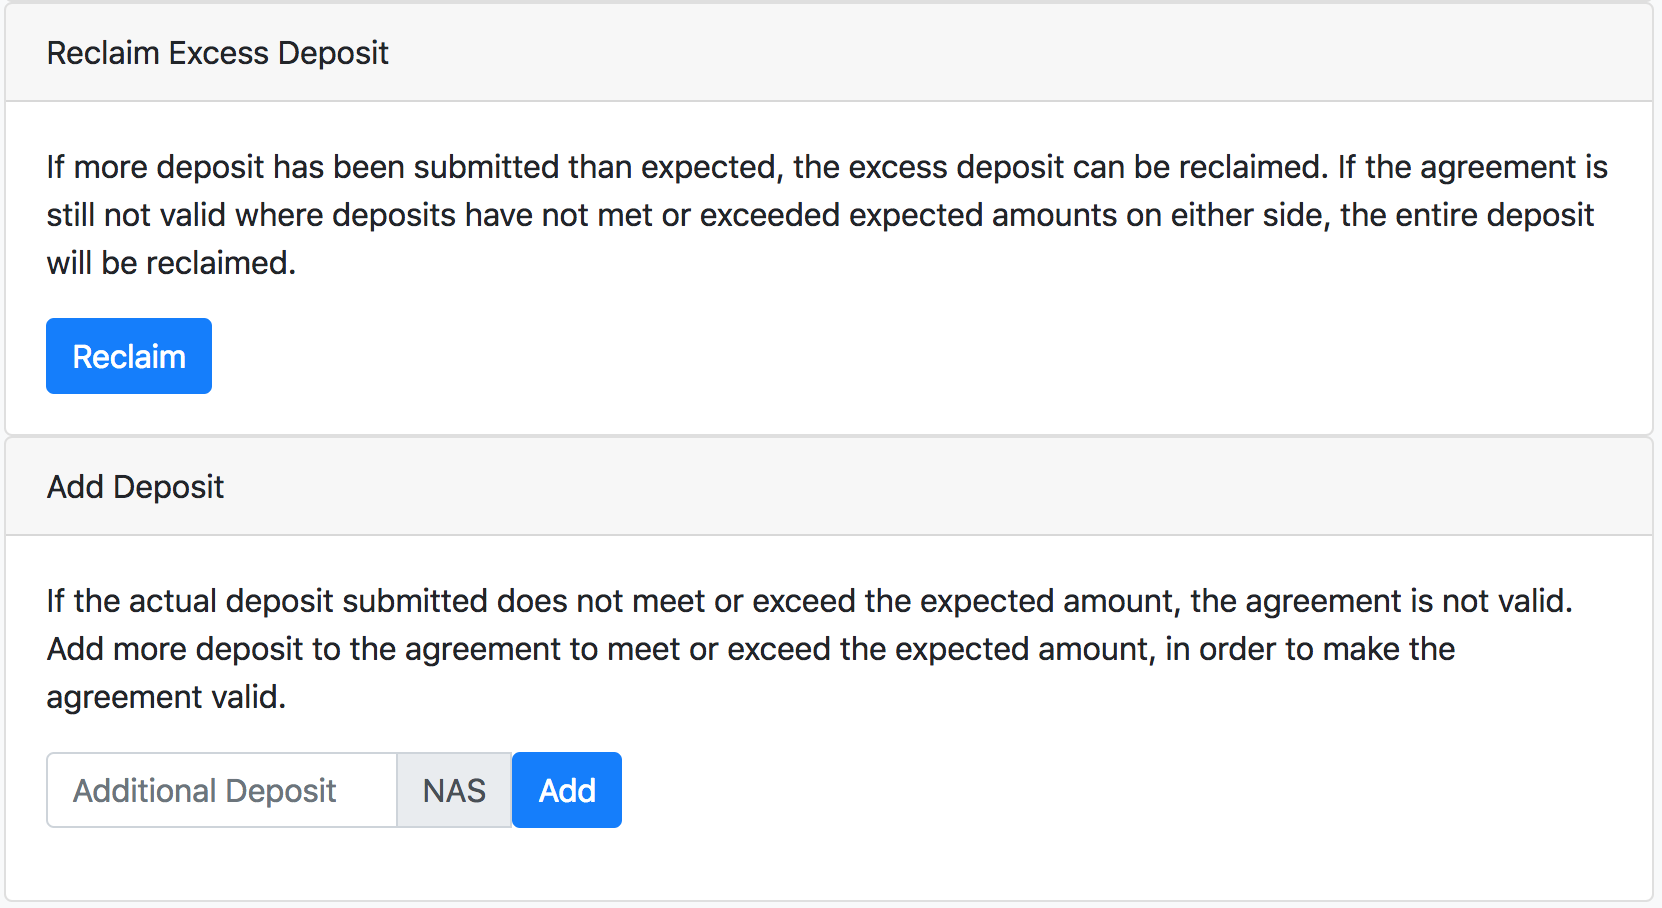 Reclaim Excess Deposit
If more deposit has been submitted than expected, the excess deposit can be reclaimed. If the agreement is
still not valid where deposits have not met or exceeded expected amounts on either side, the entire deposit
will be reclaimed.
Reclaim
Add Deposit
If the actual deposit submitted does not meet or exceed the expected amount, the agreement is not valid.
Add more deposit to the agreement to meet or exceed the expected amount, in order to make the
agreement valid.
Additional Deposit NAS Add